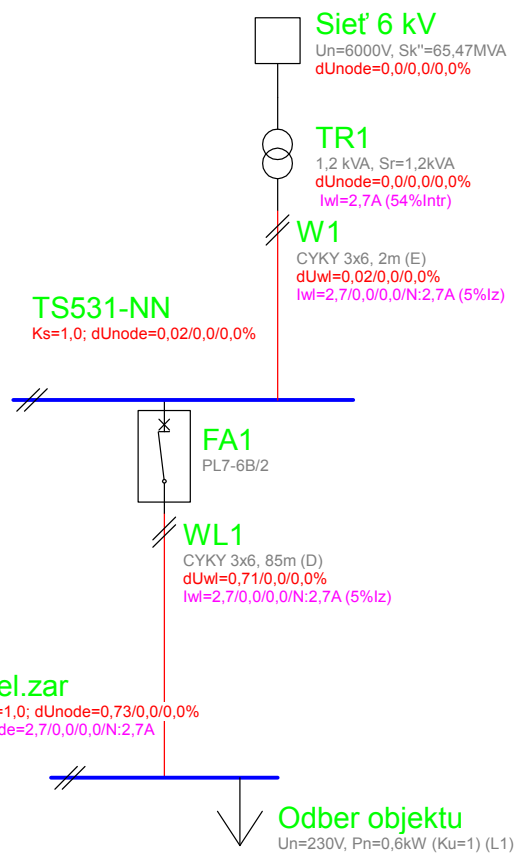 Sieť 6 kV
Un=6000V, Sk"=65,47MVA
dUnode=0,0/0,0/0,0%
TR1
1,2 kVA, Sr=1,2kVA
dUnode=0,0/0,0/0,0%
Iwl=2,7A (54%Intr)
W1
CYKY 3x6, 2m (E)
dUwl=0,02/0,0/0,0%
Iwl=2,7/0,0/0,0/N:2,7A (5%Iz)
TS531-NN
Ks=1,0; dUnode=0,02/0,0/0,0%
FA1
PL7-6B/2
WL1
CYKY 3x6, 85m (D)
dUwl=0,71/0,0/0,0%
Iwl=2,7/0,0/0,0/N:2,7A (5%Iz)
el.zar
=1,0; dUnode=0,73/0,0/0,0%
de=2,7/0,0/0,0/N:2,7A
Odber objektu
Un=230V, Pn=0,6kW (Ku=1) (L1)